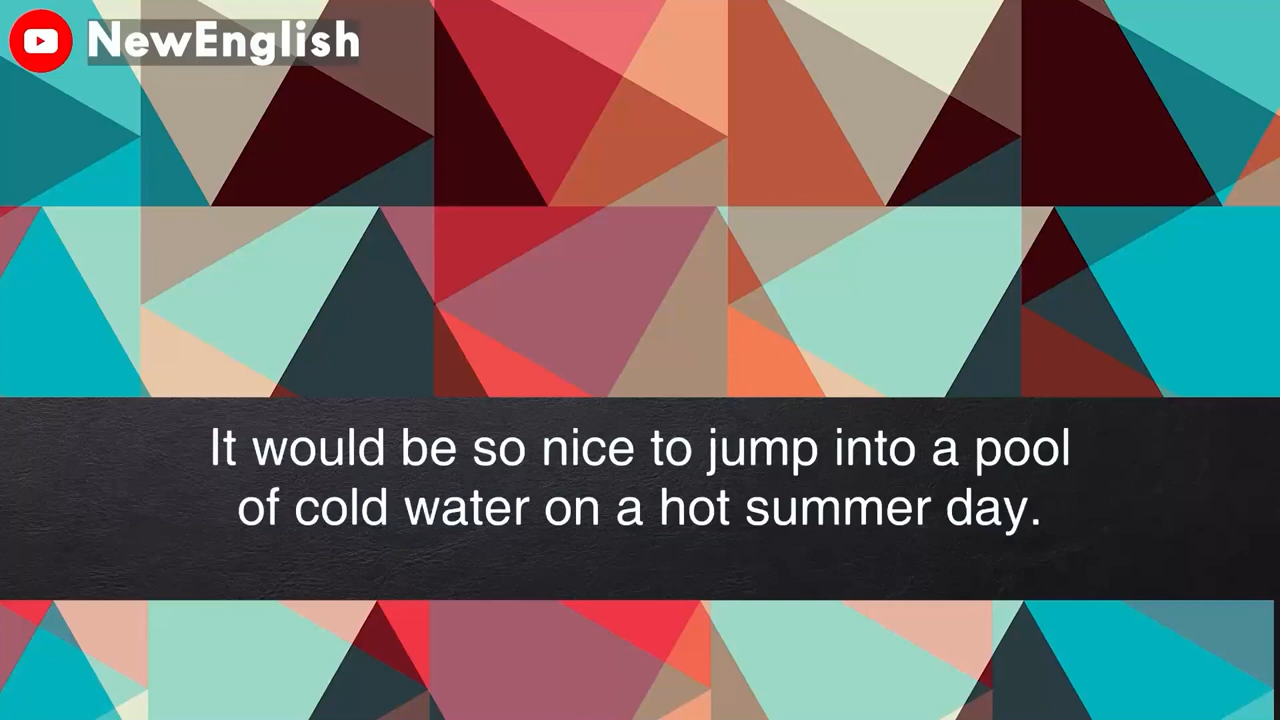 NewEnglish
It would be so nice to jump into a pool
of cold water on a hot summer day.